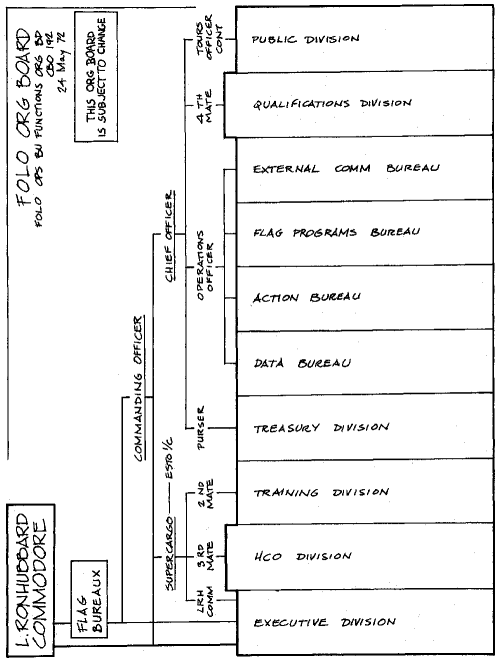 FOLO ORG BOARD
FOLO OPS BU FUNCTIONS ORG BD
CBO 192
24 May 72
THIS ORG BOARD
IS SUBJECT TO CHANGE
L. RON HUBBARD
COMMODORE
FLAG
BUREAUX
COMMANDING OFFICER
SUPERCARGO — ESTO I/C
CHIEF OFFICER
LRH
COMM
3 RD
MATE
2 ND
MATE
PURSER
OPERATIONS
OFFICER
4 TH
MATE
TOURS
OFFICER
CONT
PUBLIC DIVISION
QUALIFICATIONS DIVISION
EXTERNAL COMM BUREAU
FLAG PROGRAMS BUREAU
ACTION BUREAU
DATA BUREAU
TREASURY DIVISION
TRAINING DIVISION
HCO DIVISION
EXECUTIVE DIVISION